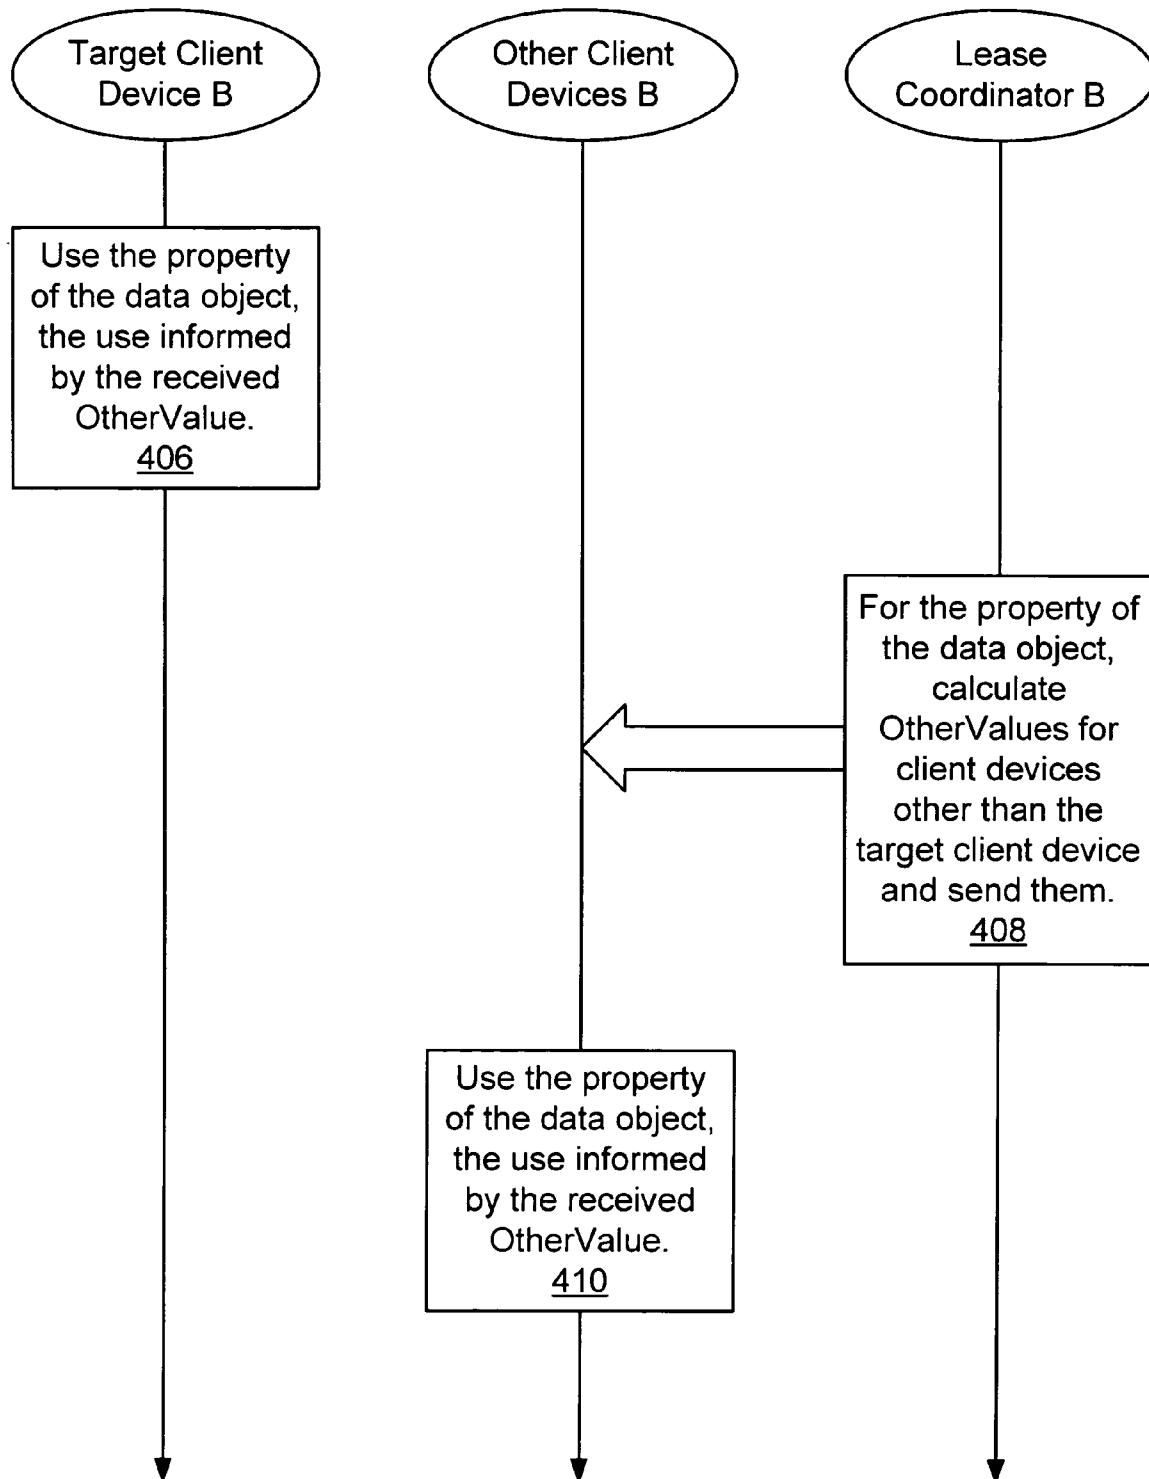 Target Client
Device B
Other Client
Devices B
Lease
Coordinator B
Use the property
of the data object,
the use informed
by the received
OtherValue.
406
For the property of
the data object,
calculate
OtherValues for
client devices
other than the
target client device
and send them.
408
Use the property
of the data object,
the use informed
by the received
OtherValue.
410